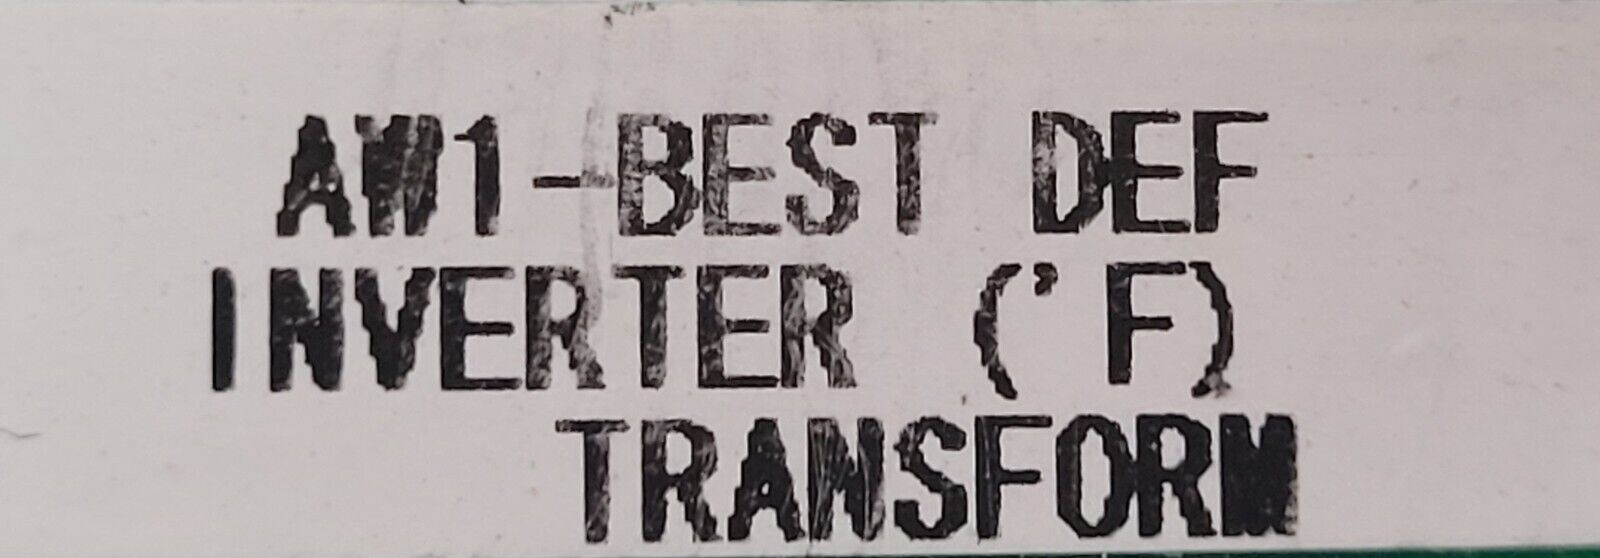 AW1-BEST DEF
INVERTER ('F)
TRANSFORM